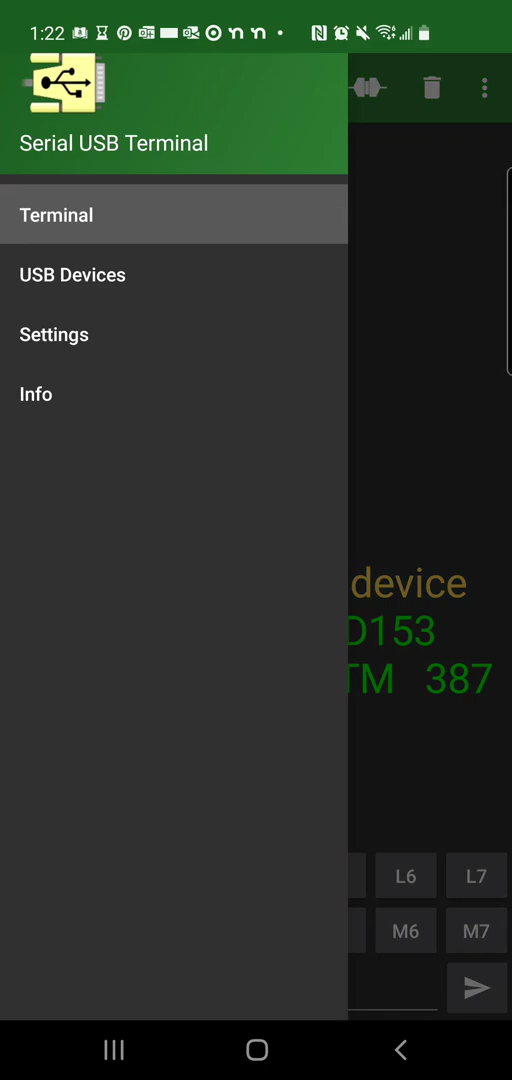 1:22
Serial USB Terminal
Terminal
USB Devices
Settings
Info
device
D153
TM 387
L6 L7
M6 M7